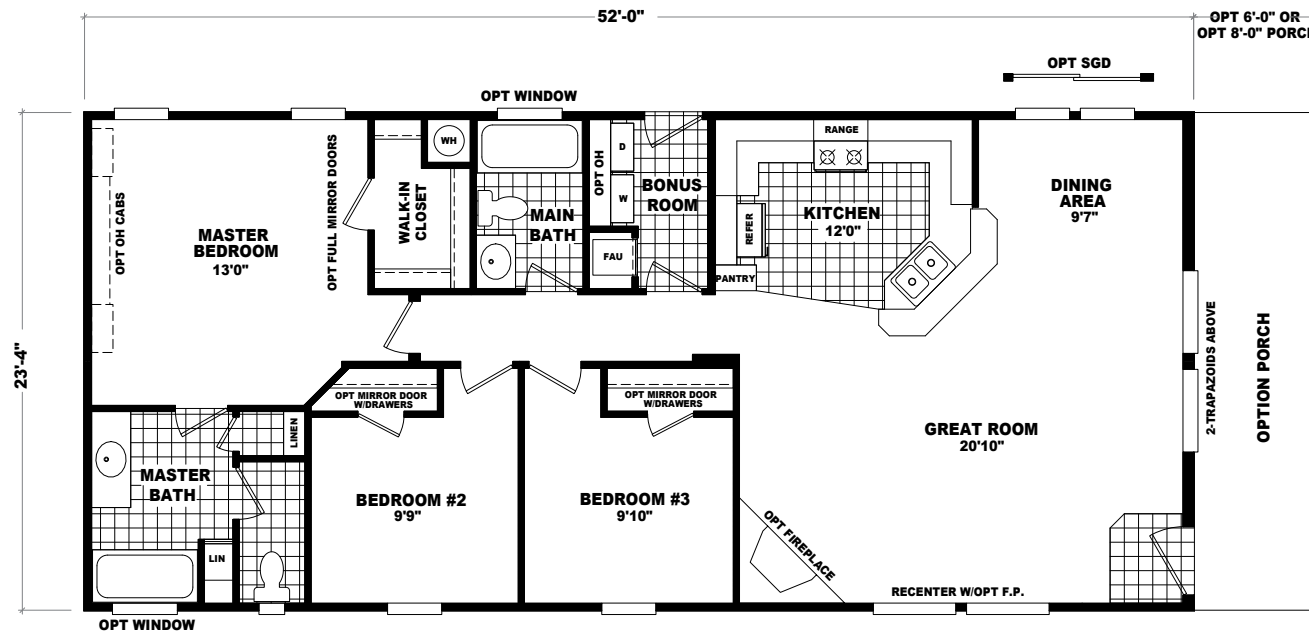 52'-0"
OPT 6'-0" OR
OPT 8'-0" PORCH
OPT SGD
OPT WINDOW
RANGE
WH
D
OPT OH
W
BONUS
ROOM
DINING
AREA
9'7"
OPT OH CABS
OPT FULL MIRROR DOORS
WALK-IN
CLOSET
MAIN
BATH
KITCHEN
12'0"
REFER
MASTER
BEDROOM
13'0"
FAU
PANTRY
23'-4"
2-TRAPAZOIDS ABOVE
OPTION PORCH
OPT MIRROR DOOR
W/DRAWERS
OPT MIRROR DOOR
W/DRAWERS
LINEN
GREAT ROOM
20'10"
MASTER
BATH
BEDROOM #2
9'9"
BEDROOM #3
9'10"
OPT FIREPLACE
LIN
RECENTER W/OPT F.P.
OPT WINDOW